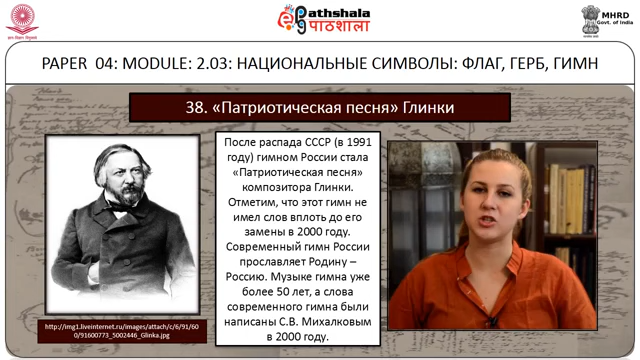 Pathshala
पाठशाला
MHRD
Govt. of India
PAPER 04: MODULE: 2.03: НАЦИОНАЛЬНЫЕ СИМВОЛЫ: ФЛАГ, ГЕРБ, ГИМН
38. «Патриотическая песня» Глинки
После распада СССР (в 1991
году) гимном России стала
«Патриотическая песня»
композитора Глинки.
Отметим, что этот гимн не
имел слов вплоть до его
замены в 2000 году.
Современный гимн России
прославляет Родину –
Россию. Музыке гимна уже
более 50 лет, а слова
современного гимна были
написаны С.В. Михалковым
в 2000 году.
http://img1.liveinternet.ru/images/attach/c/6/91/60
0/91600773_5002446_Glinka.jpg